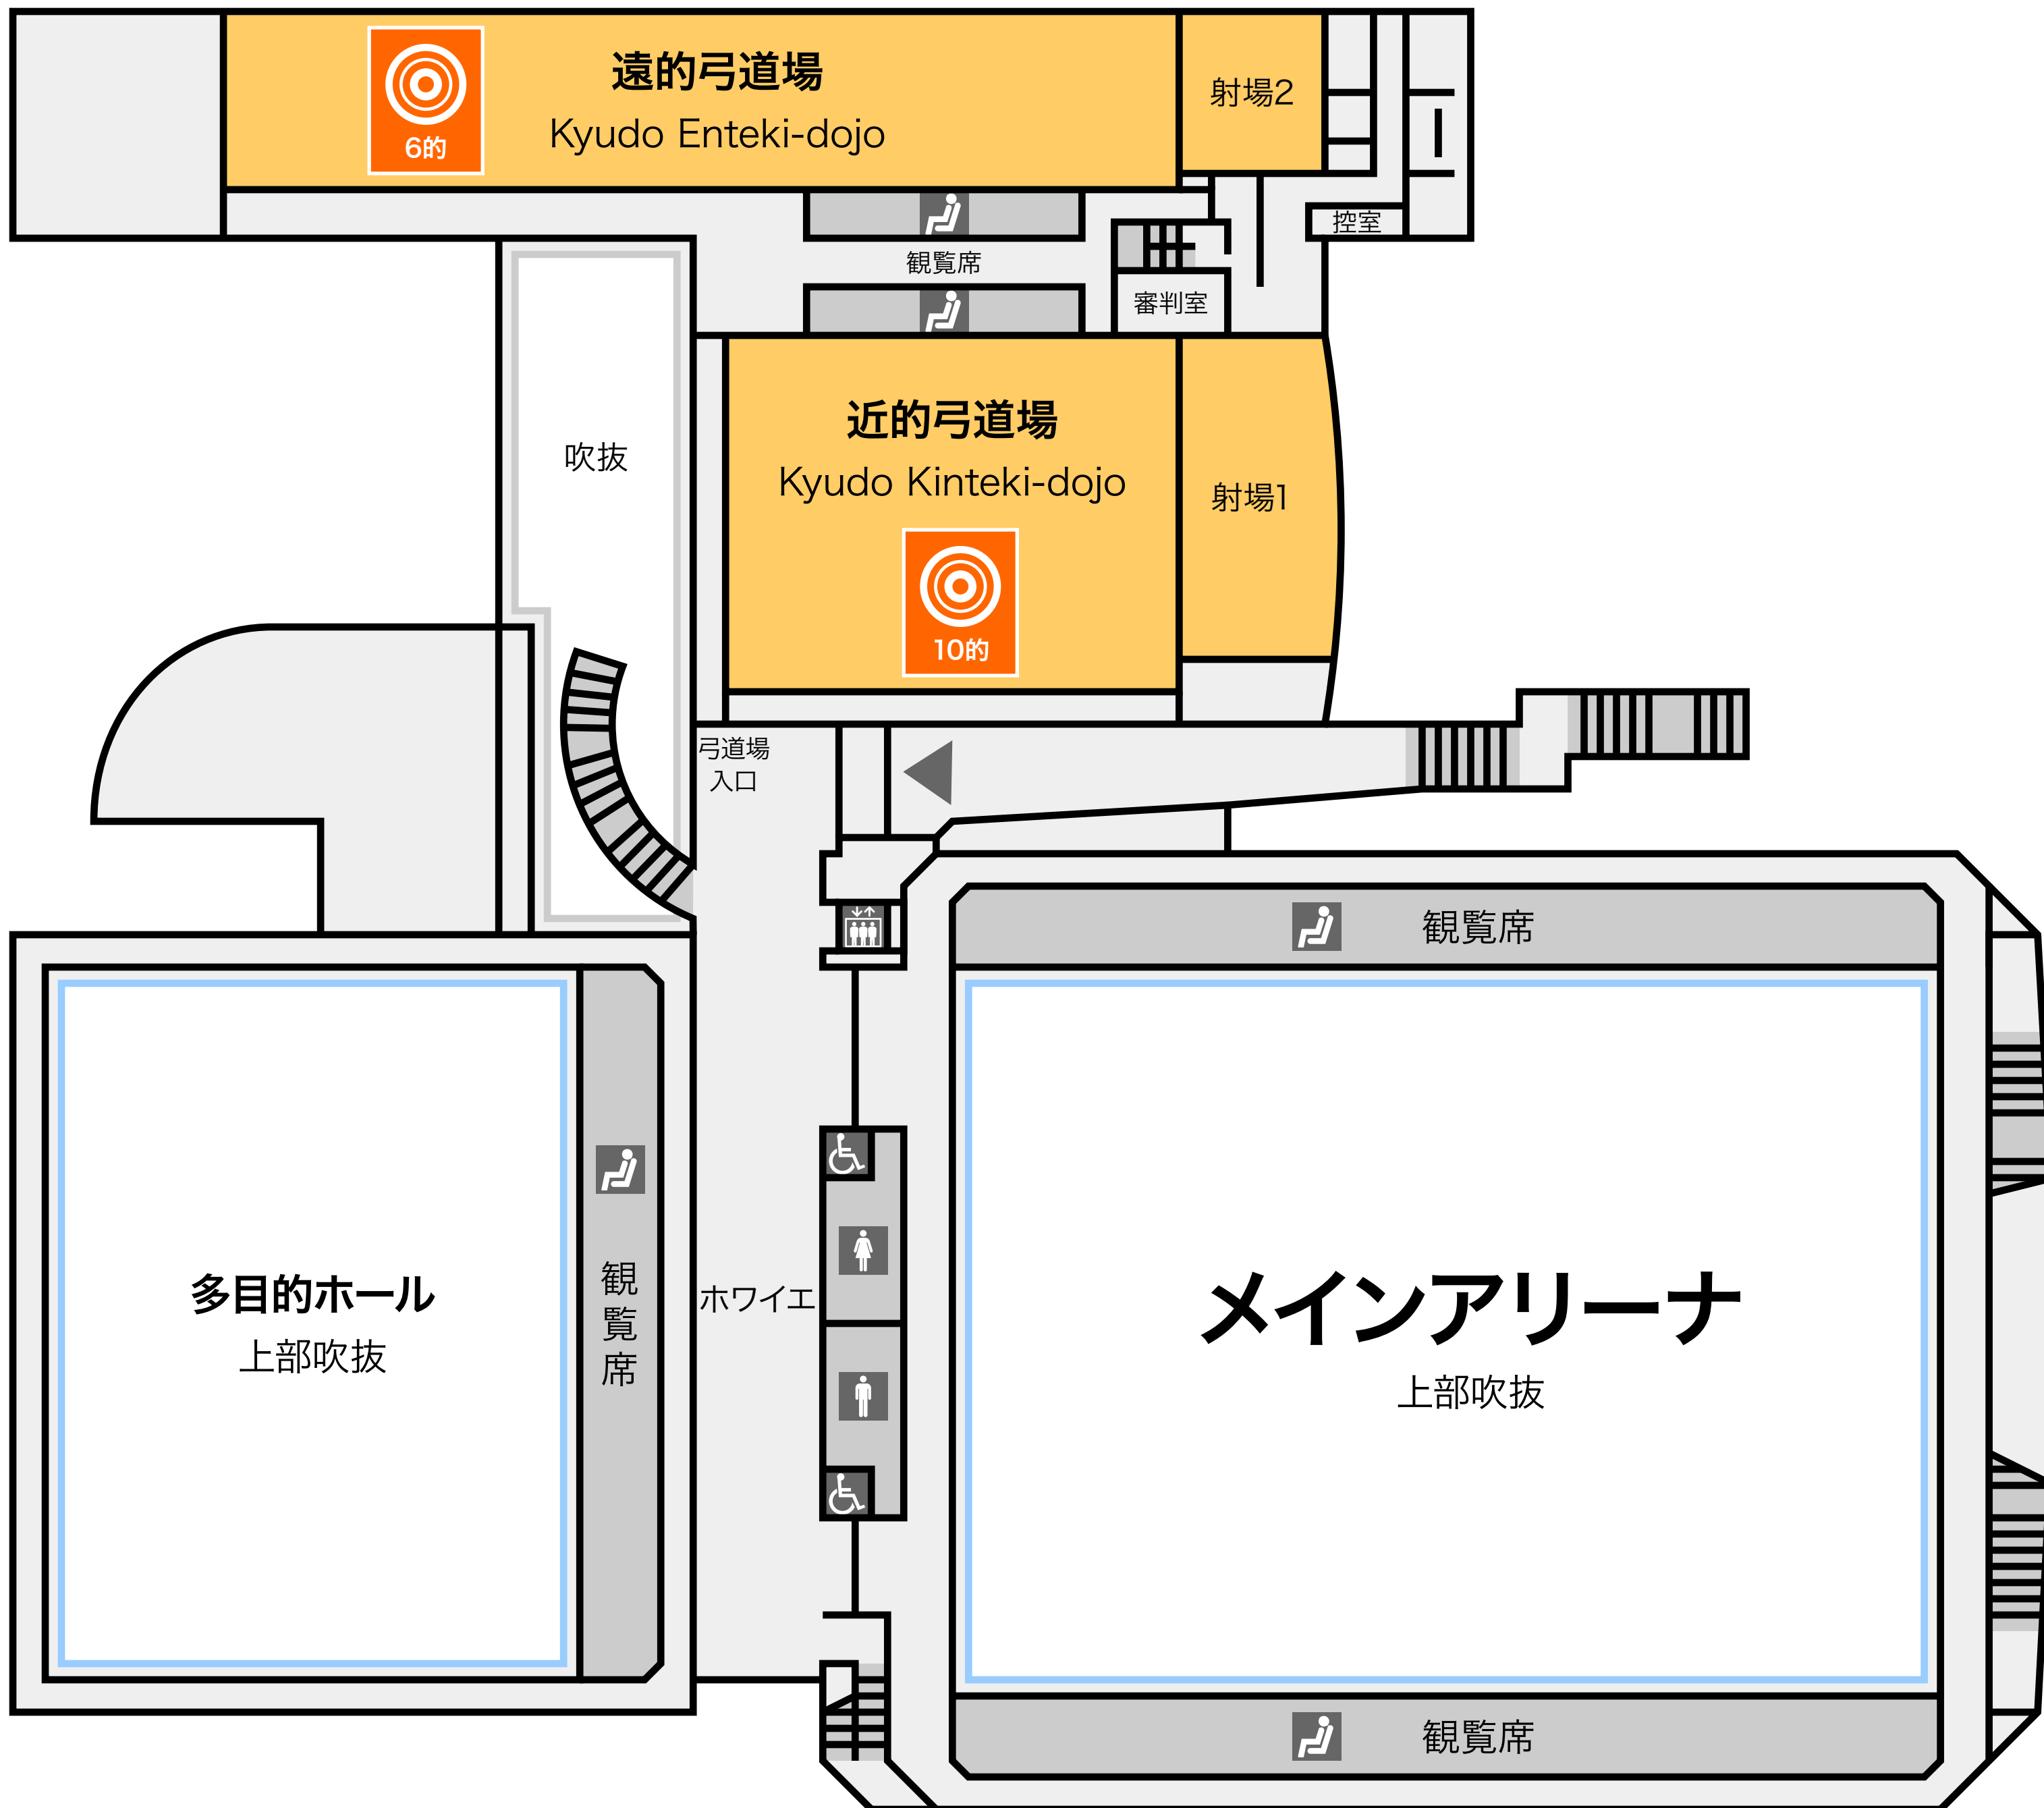 遠的弓道場
Kyudo Enteki-dojo
6的
射場2
控室
観覧席
審判室
近的弓道場
Kyudo Kinteki-dojo
10的
射場1
吹抜
弓道場
入口
観覧席
多目的ホール
上部吹抜
観覧席
ホワイエ
メインアリーナ
上部吹抜
観覧席